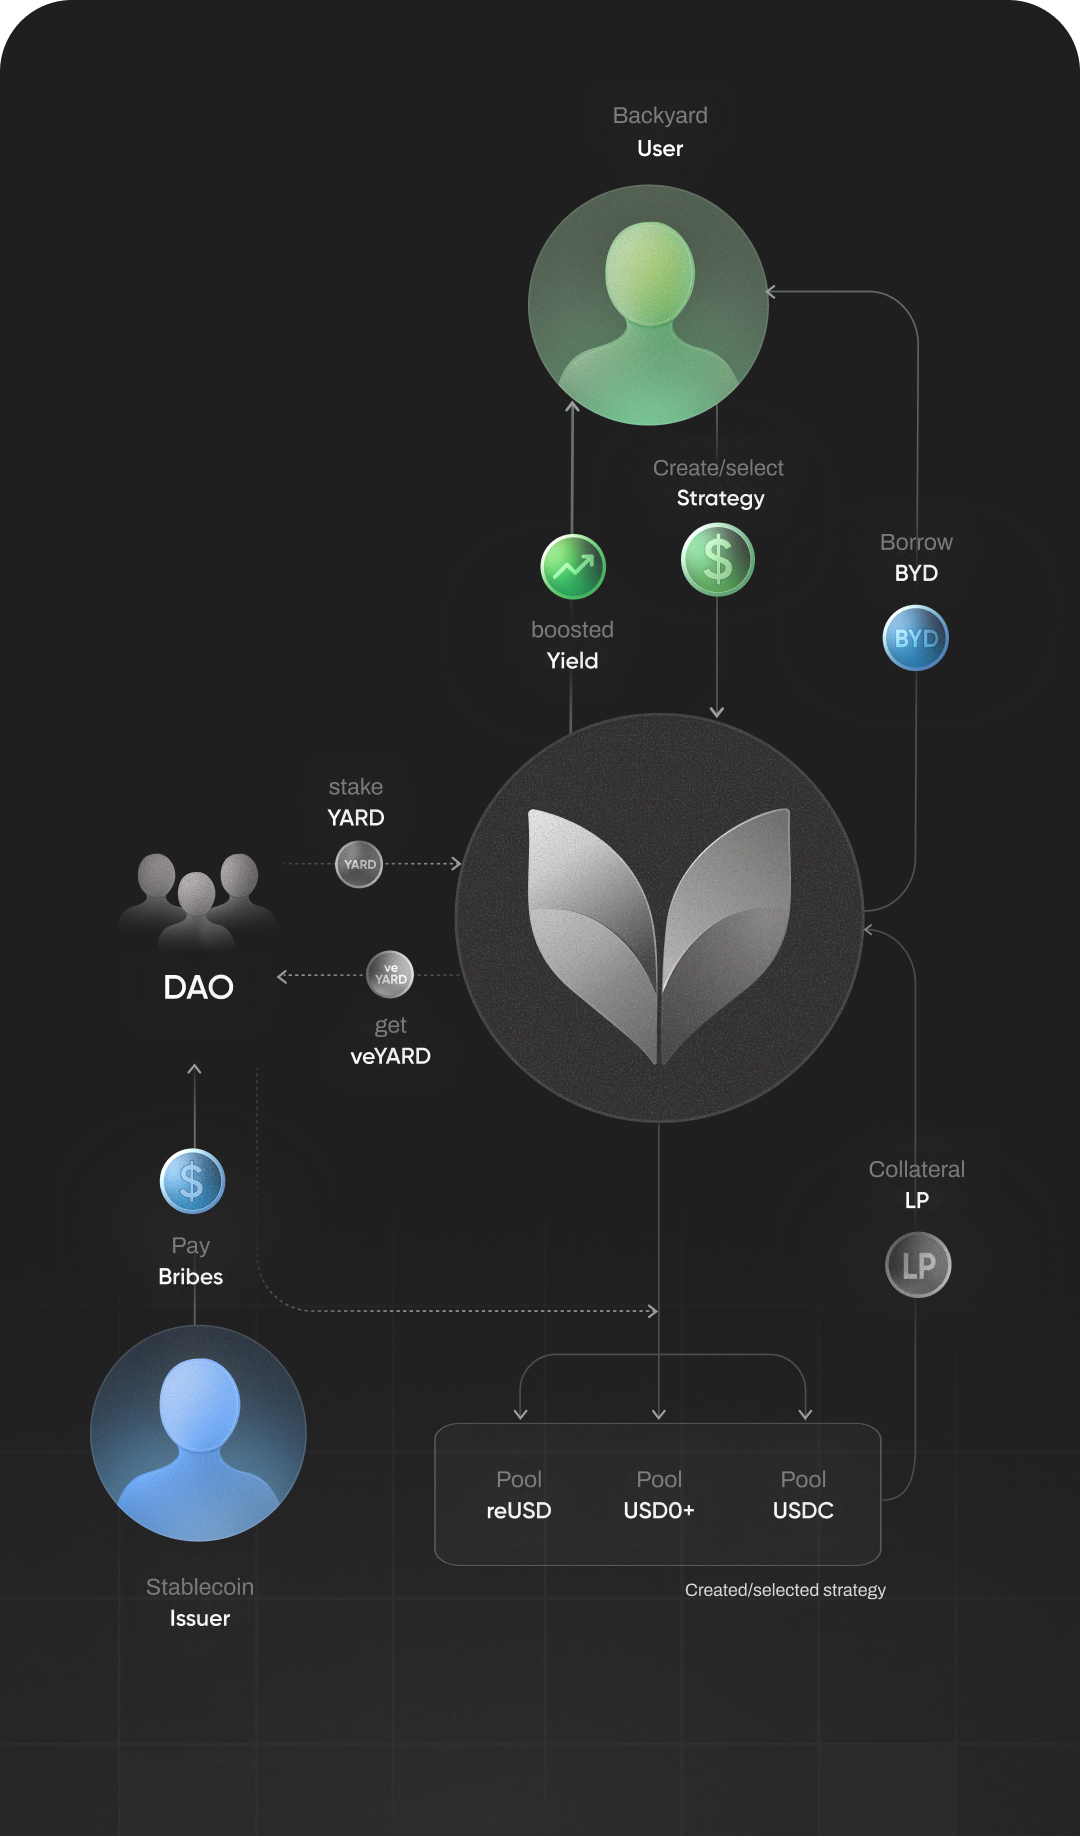 Backyard
User
Create/select
Strategy
Borrow
BYD
BYD
boosted
Yield
stake
YARD
YARD
ve
YARD
get
veYARD
DAO
$
$
Pay
Bribes
Collateral
LP
LP
Pool
reUSD
Pool
USD0+
Pool
USDC
Created/selected strategy
Stablecoin
Issuer